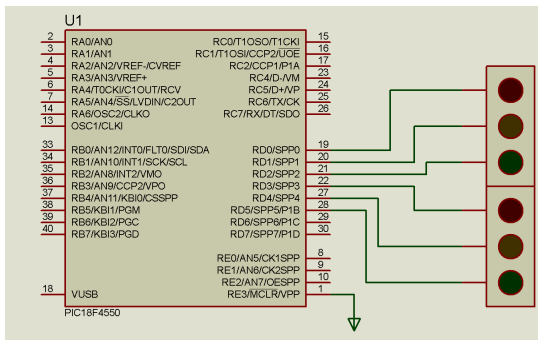 U1
2 RA0/AN0 RC0/T1OSO/T1CKI 15
3 RA1/AN1 RC1/T1OSI/CCP2/UOE 16
4 RA2/AN2/VREF-/CVREF RC2/CCP1/P1A 17
5 RA3/AN3/VREF+ RC4/D-/VM 23
6 RA4/T0CKI/C1OUT/RCV RC5/D+/VP 24
7 RA5/AN4/SS/LVDIN/C2OUT RC6/TX/CK 25
14 RA6/OSC2/CLKO RC7/RX/DT/SDO 26
13 OSC1/CLKI
33 RB0/AN12/INT0/FLT0/SDI/SDA RD0/SPP0 19
34 RB1/AN10/INT1/SCK/SCL RD1/SPP1 20
35 RB2/AN8/INT2/VMO RD2/SPP2 21
36 RB3/AN9/CCP2/VPO RD3/SPP3 22
37 RB4/AN11/KBI0/CSSPP RD4/SPP4 27
38 RB5/KBI1/PGM RD5/SPP5/P1B 28
39 RB6/KBI2/PGC RD6/SPP6/P1C 29
40 RB7/KBI3/PGD RD7/SPP7/P1D 30
RE0/AN5/CK1SPP 8
RE1/AN6/CK2SPP 9
RE2/AN7/OESPP 10
18 VUSB RE3/MCLR/VPP 1
PIC18F4550